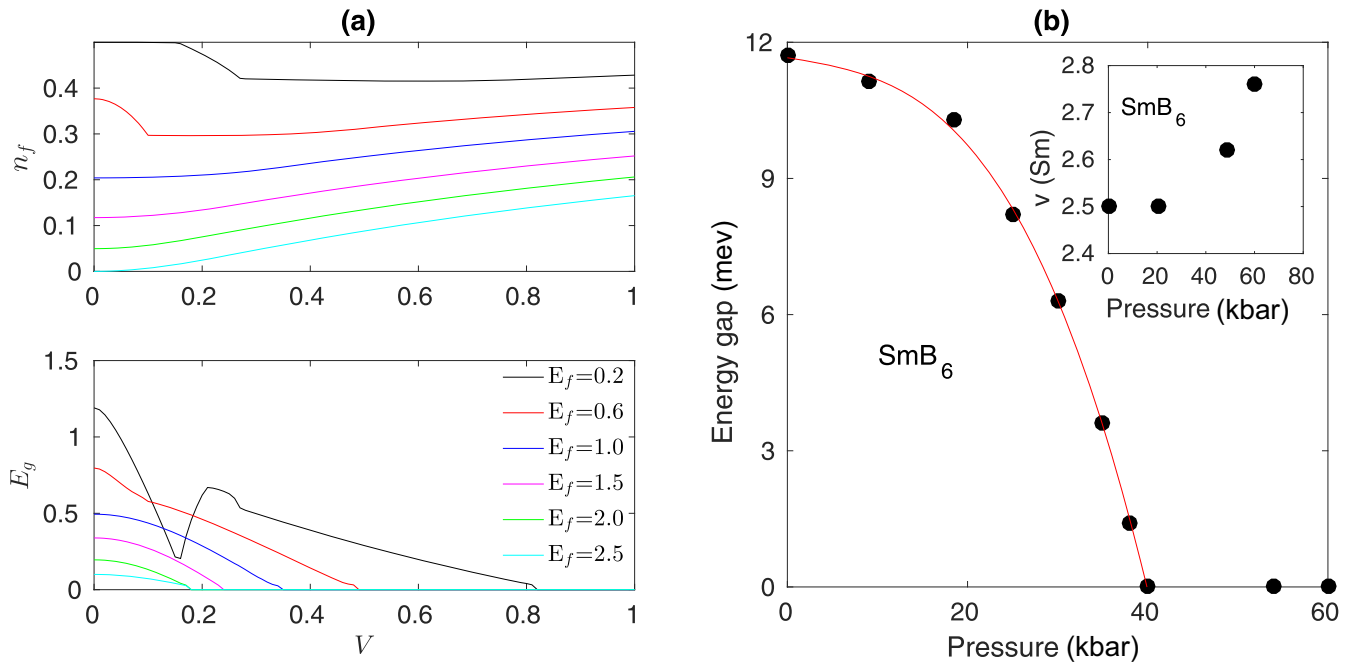 (a)
n_f
0.4
0.3
0.2
0.1
0
0 0.2 0.4 0.6 0.8 1
E_g
1.5
1
0.5
0
E_f=0.2
E_f=0.6
E_f=1.0
E_f=1.5
E_f=2.0
E_f=2.5
0 0.2 0.4 0.6 0.8 1
V
(b)
Energy gap (mev)
12
9
6
3
0
SmB_6
0 20 40 60
Pressure (kbar)
v (Sm)
2.8
2.7
2.6
2.5
2.4
SmB_6
0 20 40 60 80
Pressure (kbar)